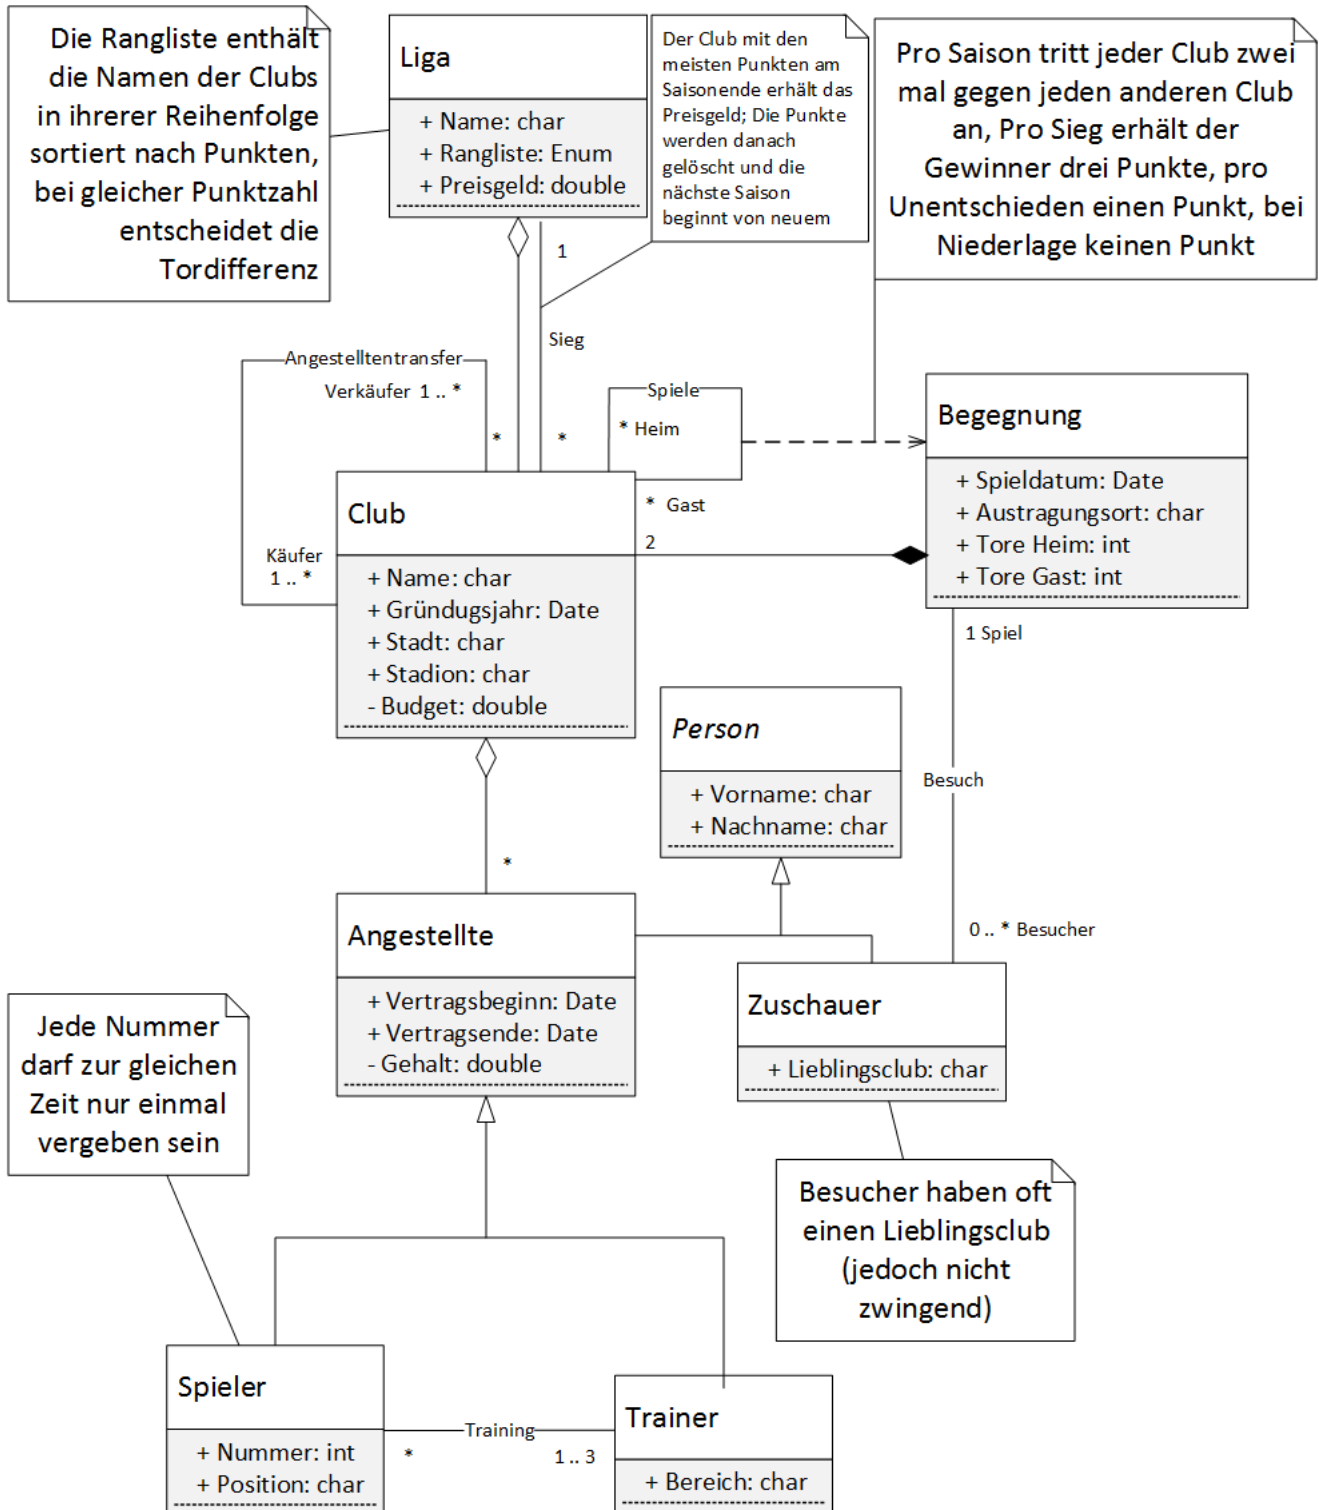 Die Rangliste enthält
die Namen der Clubs
in ihrerer Reihenfolge
sortiert nach Punkten,
bei gleicher Punktzahl
entscheidet die
Tordifferenz
Liga
+ Name: char
+ Rangliste: Enum
+ Preisgeld: double
Der Club mit den
meisten Punkten am
Saisonende erhält das
Preisgeld; Die Punkte
werden danach
gelöscht und die
nächste Saison
beginnt von neuem
Pro Saison tritt jeder Club zwei
mal gegen jeden anderen Club
an, Pro Sieg erhält der
Gewinner drei Punkte, pro
Unentschieden einen Punkt, bei
Niederlage keinen Punkt
1
Sieg
*
*
Angestelltentransfer
Verkäufer 1 .. *
Käufer
1 .. *
Spiele
* Heim
* Gast
2
Begegnung
+ Spieldatum: Date
+ Austragungsort: char
+ Tore Heim: int
+ Tore Gast: int
Club
+ Name: char
+ Gründugsjahr: Date
+ Stadt: char
+ Stadion: char
- Budget: double
1 Spiel
Besuch
0 .. * Besucher
Person
+ Vorname: char
+ Nachname: char
*
Angestellte
+ Vertragsbeginn: Date
+ Vertragsende: Date
- Gehalt: double
Zuschauer
+ Lieblingsclub: char
Jede Nummer
darf zur gleichen
Zeit nur einmal
vergeben sein
Besucher haben oft
einen Lieblingsclub
(jedoch nicht
zwingend)
Spieler
+ Nummer: int
+ Position: char
Training
*
1 .. 3
Trainer
+ Bereich: char